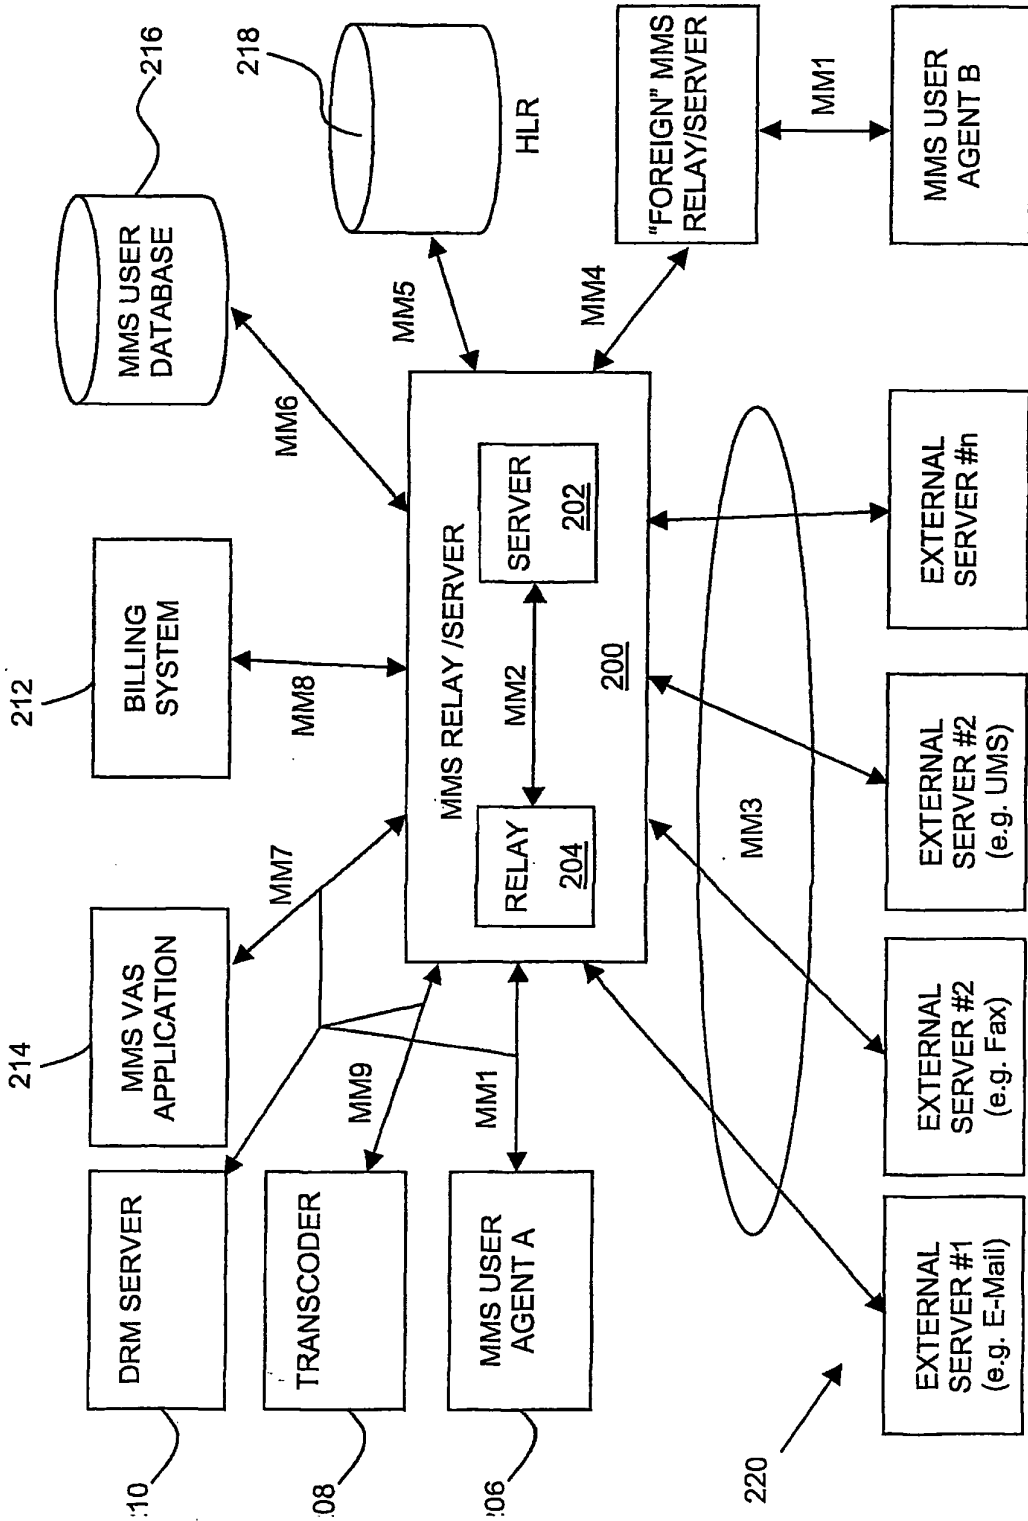 210
DRM SERVER
208
TRANSCODER
206
MMS USER
AGENT A
214
MMS VAS
APPLICATION
212
BILLING
SYSTEM
MMS USER
DATABASE
216
218
HLR
MM7
MM8
MM6
MM5
MM9
MM1
MM4
MMS RELAY /SERVER
RELAY
204
MM2
SERVER
202
200
"FOREIGN" MMS
RELAY/SERVER
MM1
MMS USER
AGENT B
MM3
220
EXTERNAL
SERVER #1
(e.g. E-Mail)
EXTERNAL
SERVER #2
(e.g. Fax)
EXTERNAL
SERVER #2
(e.g. UMS)
EXTERNAL
SERVER #n